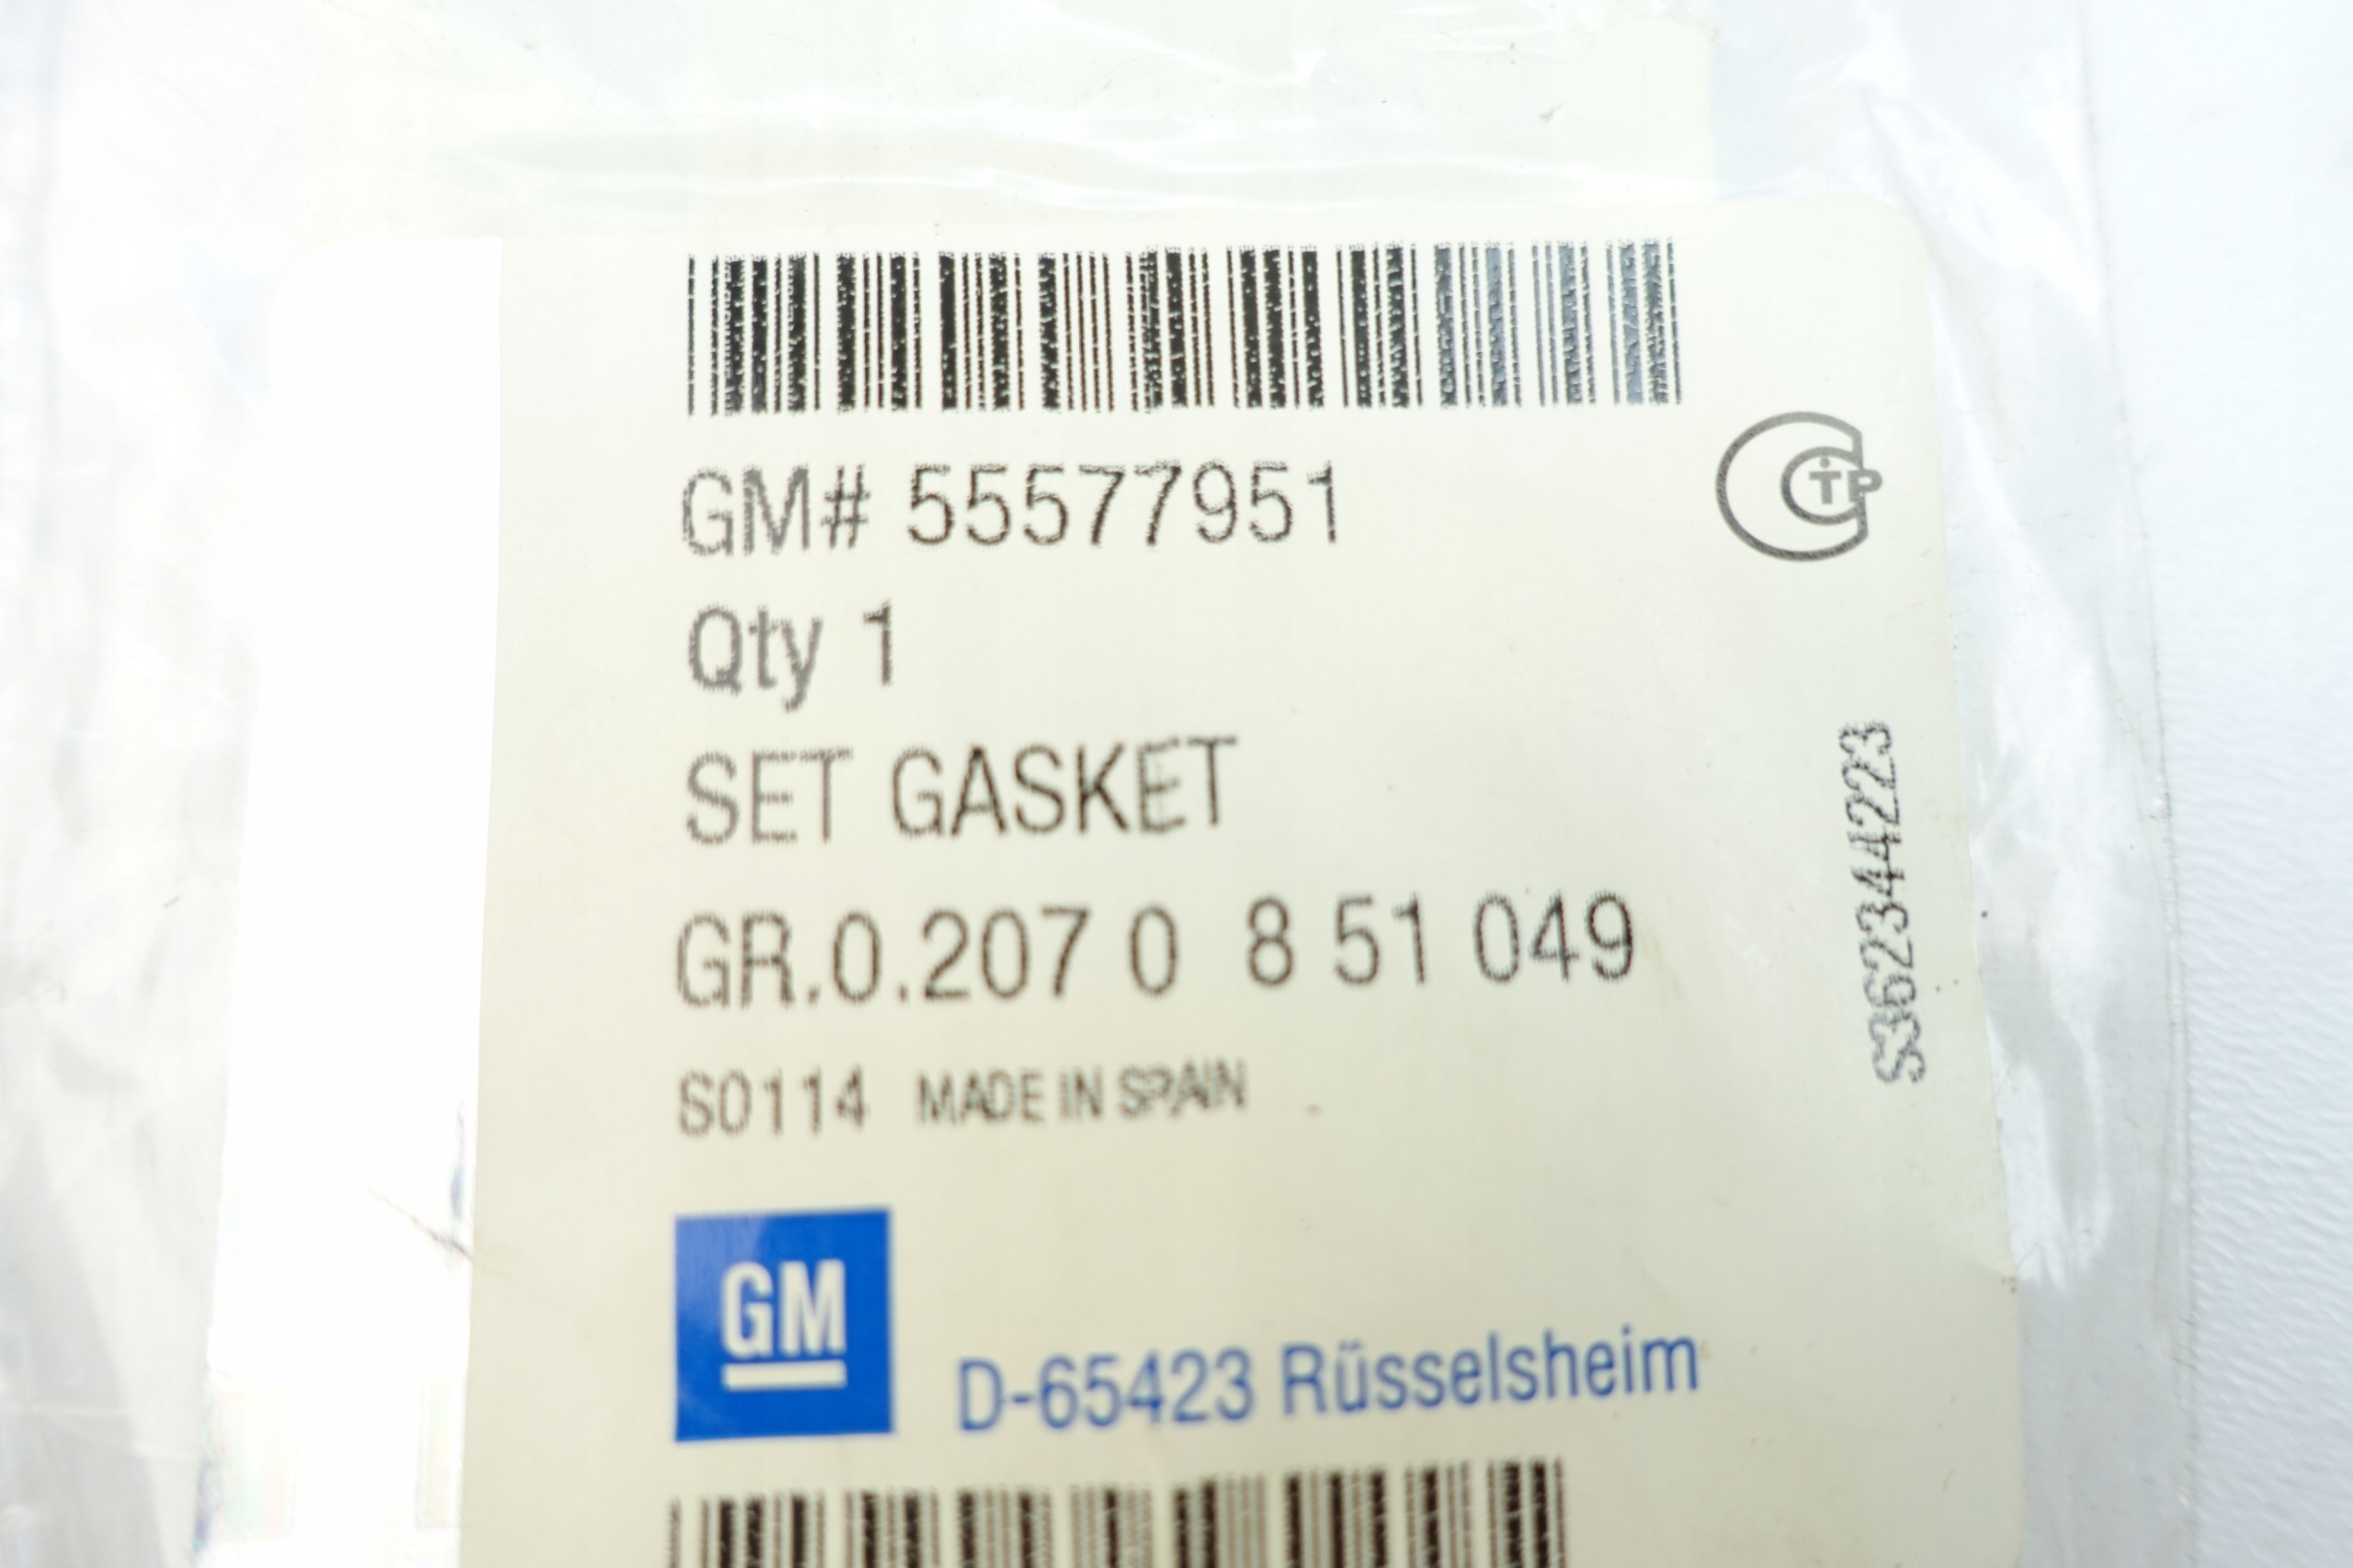 GM# 55577951
Qty 1
SET GASKET
GR.0.207 0 8 51 049
S0114 MADE IN SPAIN
GM
D-65423 Rüsselsheim
S362344223